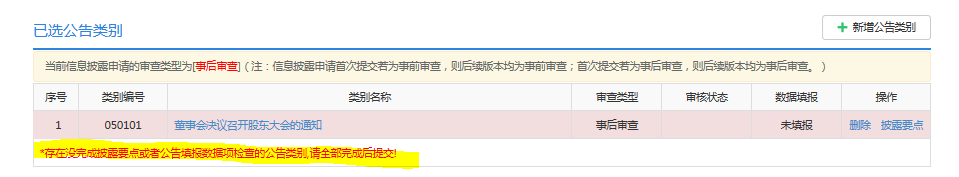 已选公告类别
+ 新增公告类别
当前信息披露申请的审查类型为[事后审查]（注：信息披露申请首次提交若为事前审查，则后续版本均为事前审查；首次提交若为事后审查，则后续版本均为事后审查。）
序号 类别编号 类别名称 审查类型 审核状态 数据填报 操作
1 050101 董事会决议召开股东大会的通知 事后审查 未填报 删除 披露要点
*存在没完成披露要点或者公告填报数据项检查的公告类别,请全部完成后提交!